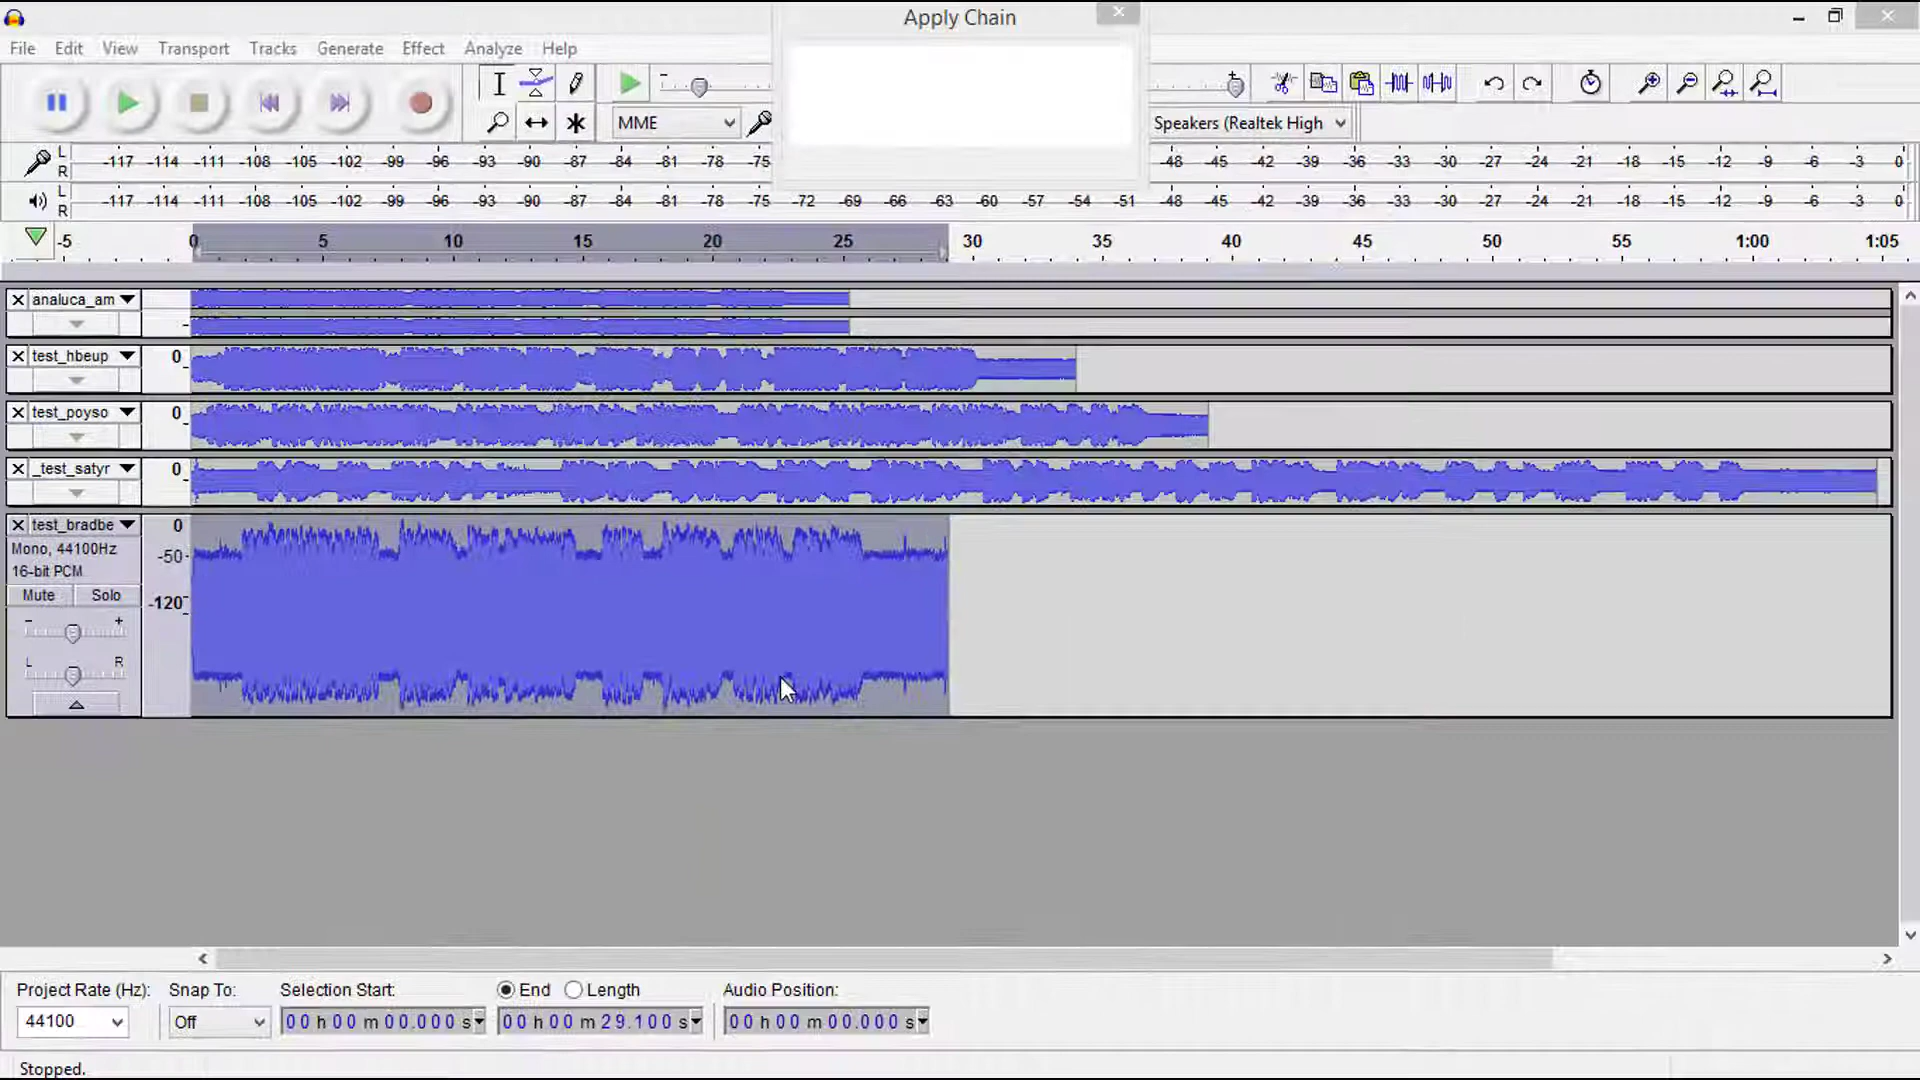 Apply Chain
File Edit View Transport Tracks Generate Effect Analyze Help
MME
Speakers (Realtek High
L
R
-117 -114 -111 -108 -105 -102 -99 -96 -93 -90 -87 -84 -81 -78 -75 -48 -45 -42 -39 -36 -33 -30 -27 -24 -21 -18 -15 -12 -9 -6 -3 0
L
R
-117 -114 -111 -108 -105 -102 -99 -96 -93 -90 -87 -84 -81 -78 -75 -72 -69 -66 -63 -60 -57 -54 -51 -48 -45 -42 -39 -36 -33 -30 -27 -24 -21 -18 -15 -12 -9 -6 -3 0
-5 0 5 10 15 20 25 30 35 40 45 50 55 1:00 1:05
analuca_am
test_hbeup 0
test_poyso 0
_test_satyr 0
test_bradbe 0
Mono, 44100Hz
-50
16-bit PCM
Mute Solo
-120
- +
L R
Project Rate (Hz): Snap To: Selection Start: End Length Audio Position:
44100 Off 00 h 00 m 00.000 s 00 h 00 m 29.100 s 00 h 00 m 00.000 s
Stopped.